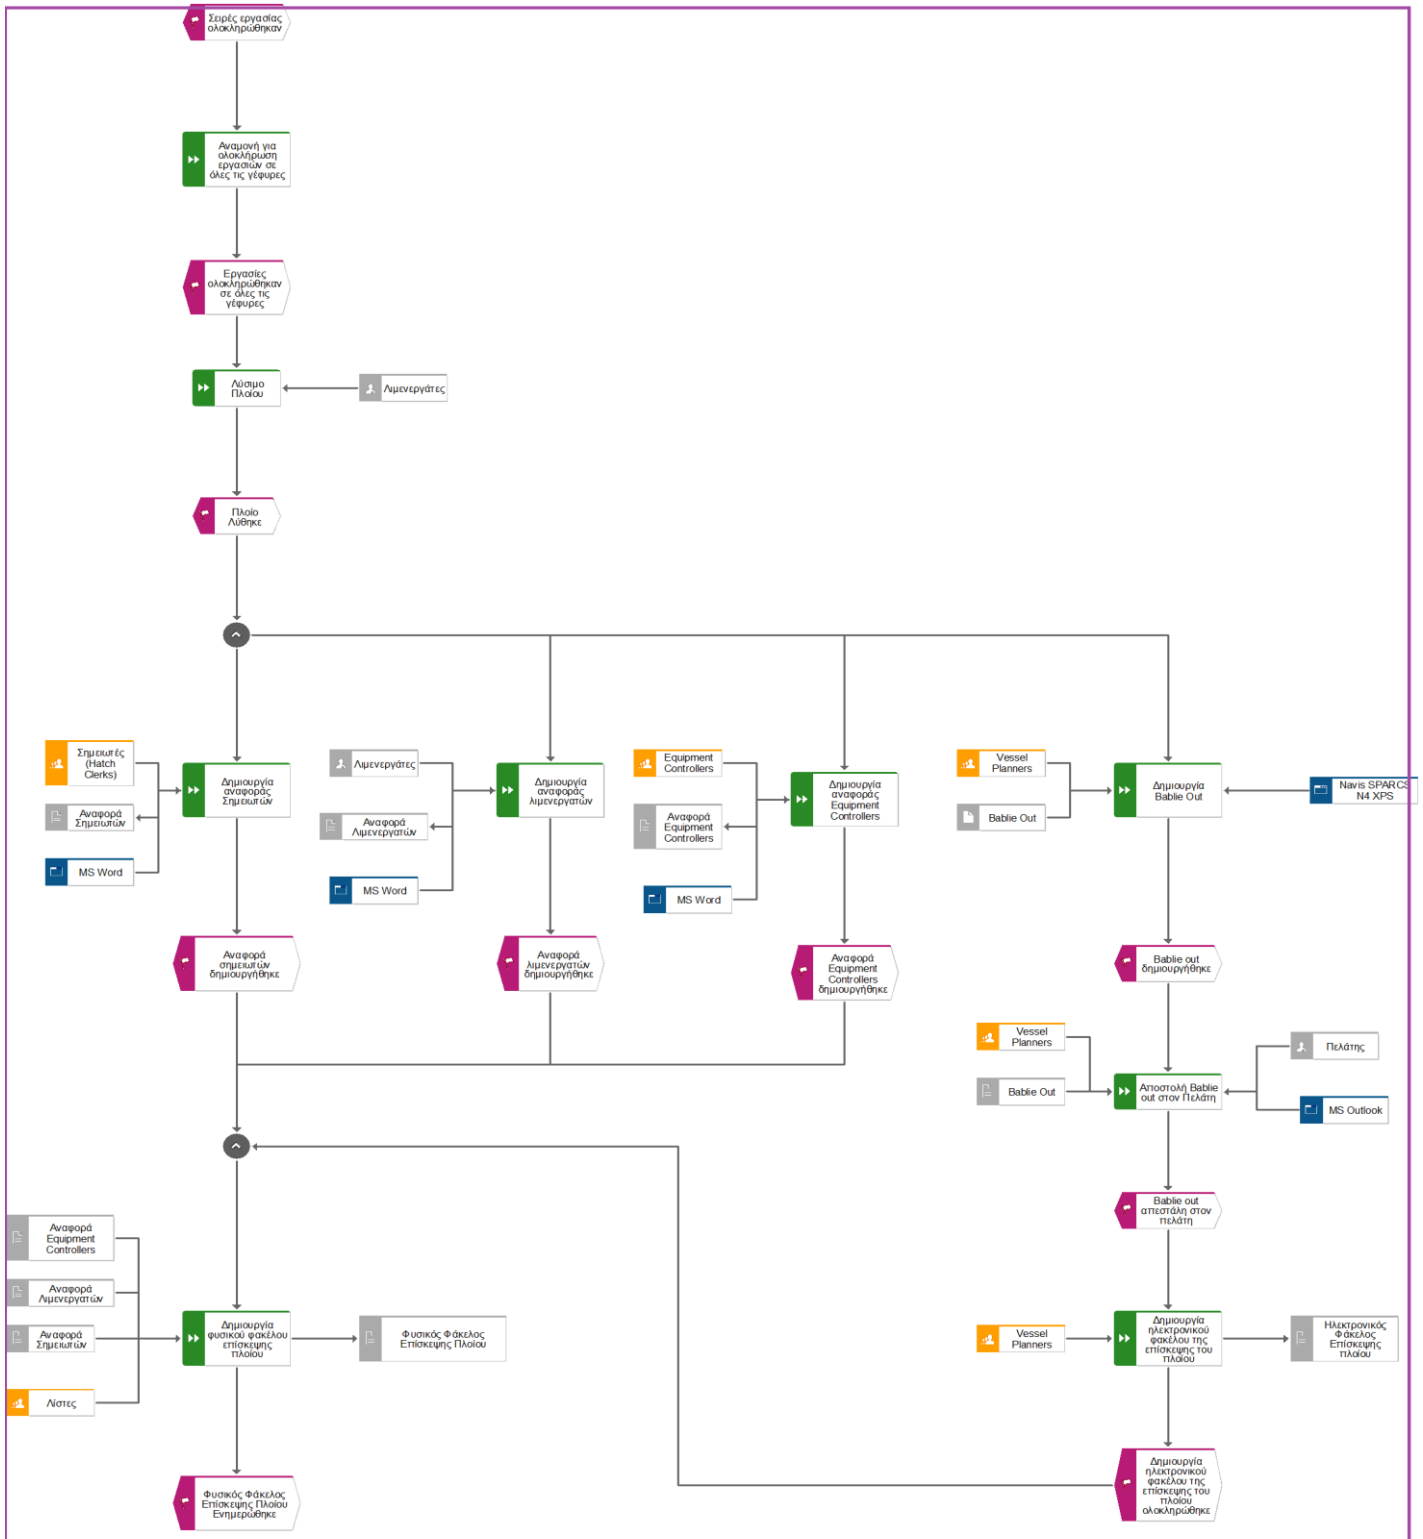 Σειρές εργασίας
ολοκληρώθηκαν
Αναμονή για
ολοκλήρωση
εργασιών σε
όλες τις γέφυρες
Εργασίες
ολοκληρώθηκαν
σε όλες τις
γέφυρες
Λύσιμο
Πλοίου
Λιμενεργάτες
Πλοίο
Λύθηκε
Σημειωτές
(Hatch
Clerks)
Αναφορά
Σημειωτών
MS Word
Δημιουργία
αναφοράς
Σημειωτών
Λιμενεργάτες
Αναφορά
Λιμενεργατών
MS Word
Δημιουργία
αναφοράς
λιμενεργατών
Equipment
Controllers
Αναφορά
Equipment
Controllers
MS Word
Δημιουργία
αναφοράς
Equipment
Controllers
Vessel
Planners
Bablie Out
Δημιουργία
Bablie Out
Navis SPARCS
N4 XPS
Αναφορά
σημειωτών
δημιουργήθηκε
Αναφορά
λιμενεργατών
δημιουργήθηκε
Αναφορά
Equipment
Controllers
δημιουργήθηκε
Bablie out
δημιουργήθηκε
Vessel
Planners
Bablie Out
Αποστολή Bablie
out στον Πελάτη
Πελάτης
MS Outlook
Bablie out
απεστάλη στον
πελάτη
Αναφορά
Equipment
Controllers
Αναφορά
Λιμενεργατών
Αναφορά
Σημειωτών
Λίστες
Δημιουργία
φυσικού φακέλου
επίσκεψης
πλοίου
Φυσικός Φάκελος
Επίσκεψης Πλοίου
Vessel
Planners
Δημιουργία
ηλεκτρονικού
φακέλου της
επίσκεψης του
πλοίου
Ηλεκτρονικός
Φάκελος
Επίσκεψης
πλοίου
Φυσικός Φάκελος
Επίσκεψης Πλοίου
Ενημερώθηκε
Δημιουργία
ηλεκτρονικού
φακέλου της
επίσκεψης του
πλοίου
ολοκληρώθηκε